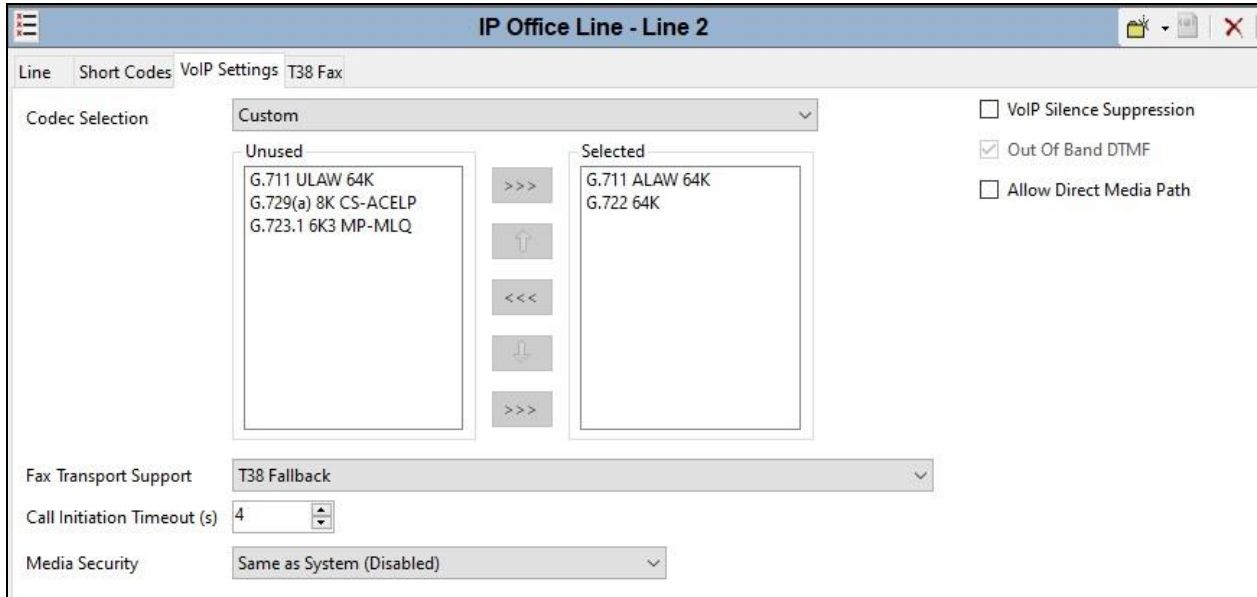 IP Office Line - Line 2
Line Short Codes VoIP Settings T38 Fax
Codec Selection
Custom
Unused
G.711 ULAW 64K
G.729(a) 8K CS-ACELP
G.723.1 6K3 MP-MLQ
>>>
<<<
>>>
Selected
G.711 ALAW 64K
G.722 64K
VoIP Silence Suppression
Out Of Band DTMF
Allow Direct Media Path
Fax Transport Support
T38 Fallback
Call Initiation Timeout (s)
4
Media Security
Same as System (Disabled)